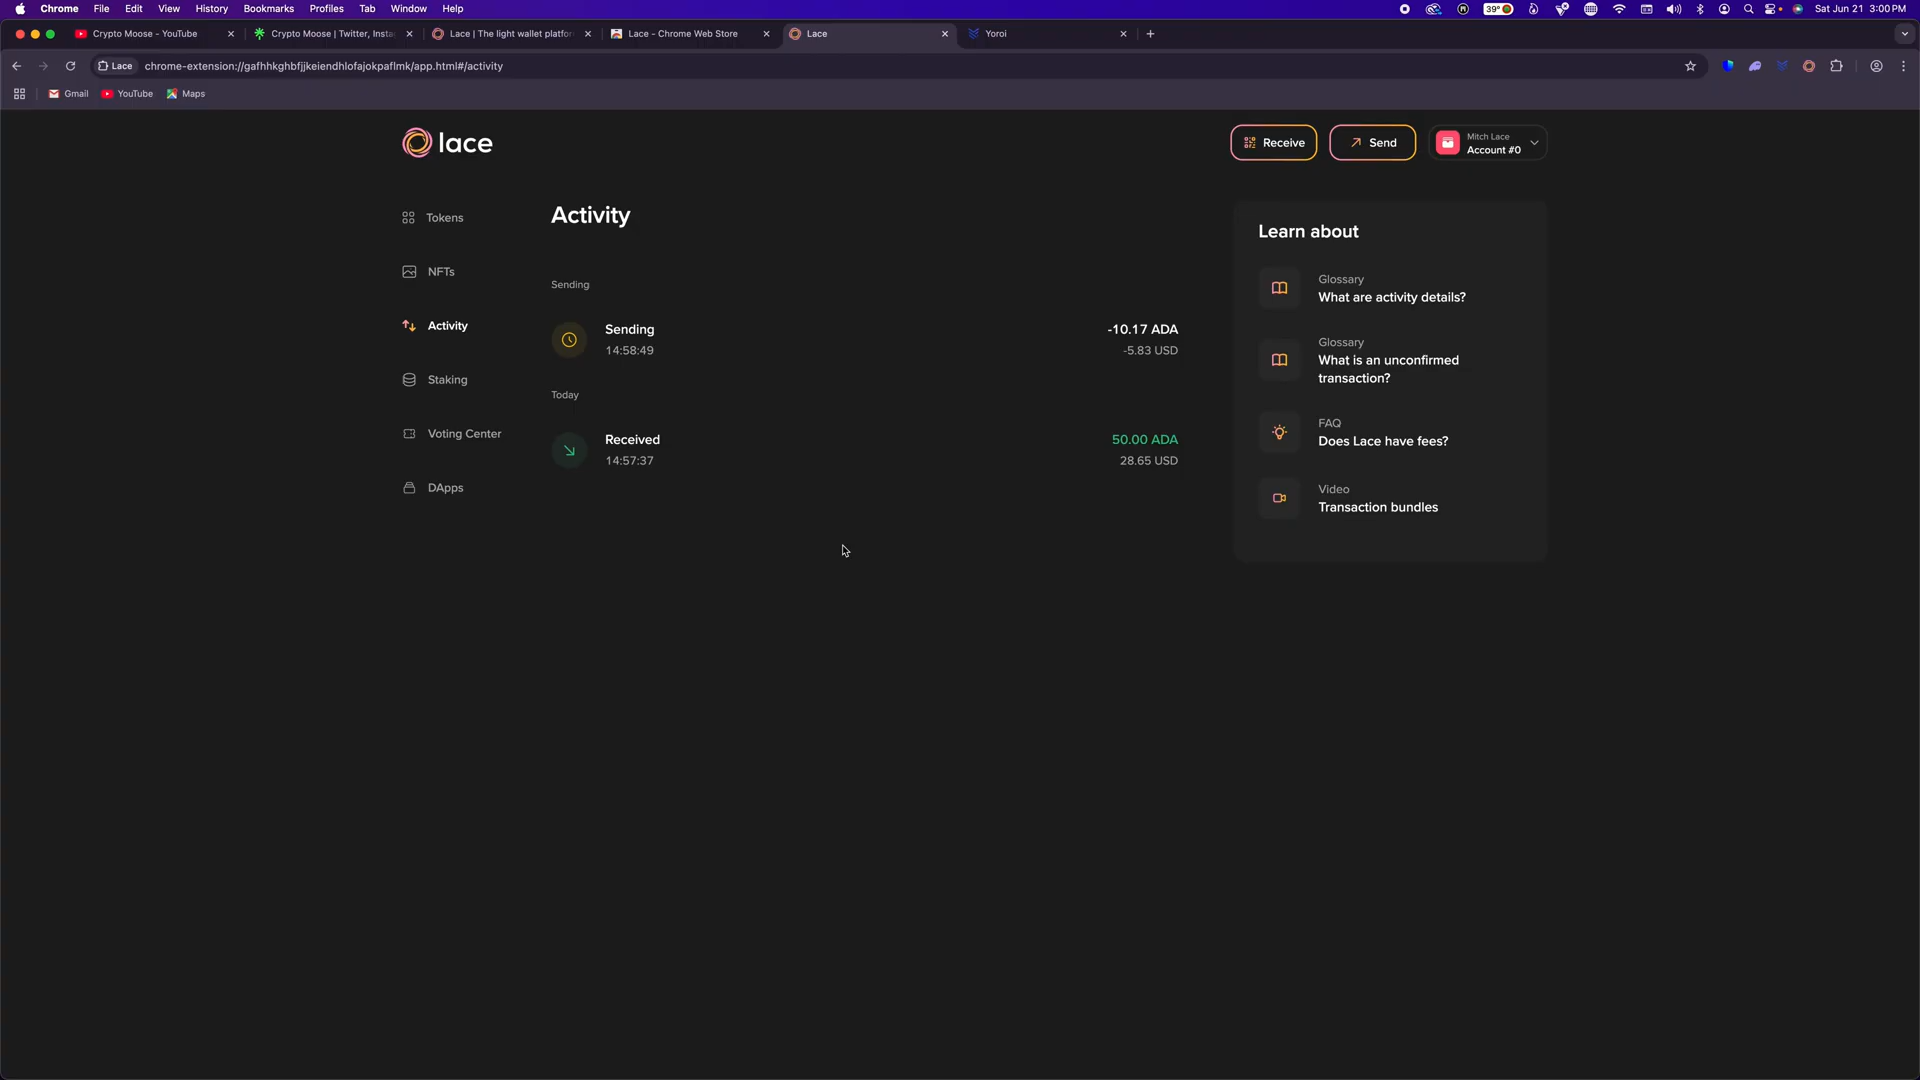 Chrome File Edit View History Bookmarks Profiles Tab Window Help
39° Sat Jun 21 3:00 PM
Crypto Moose - YouTube
Crypto Moose | Twitter, Insta
Lace | The light wallet platfor
Lace - Chrome Web Store
Lace
Yoroi
Lace chrome-extension://gafhhkghbfjjkeiendhlofajokpaflmk/app.html#/activity
Gmail YouTube Maps
lace
Receive
Send
Mitch Lace
Account #0
Tokens
NFTs
Activity
Staking
Voting Center
DApps
Activity
Sending
Sending -10.17 ADA
14:58:49 -5.83 USD
Today
Received 50.00 ADA
14:57:37 28.65 USD
Learn about
Glossary
What are activity details?
Glossary
What is an unconfirmed
transaction?
FAQ
Does Lace have fees?
Video
Transaction bundles